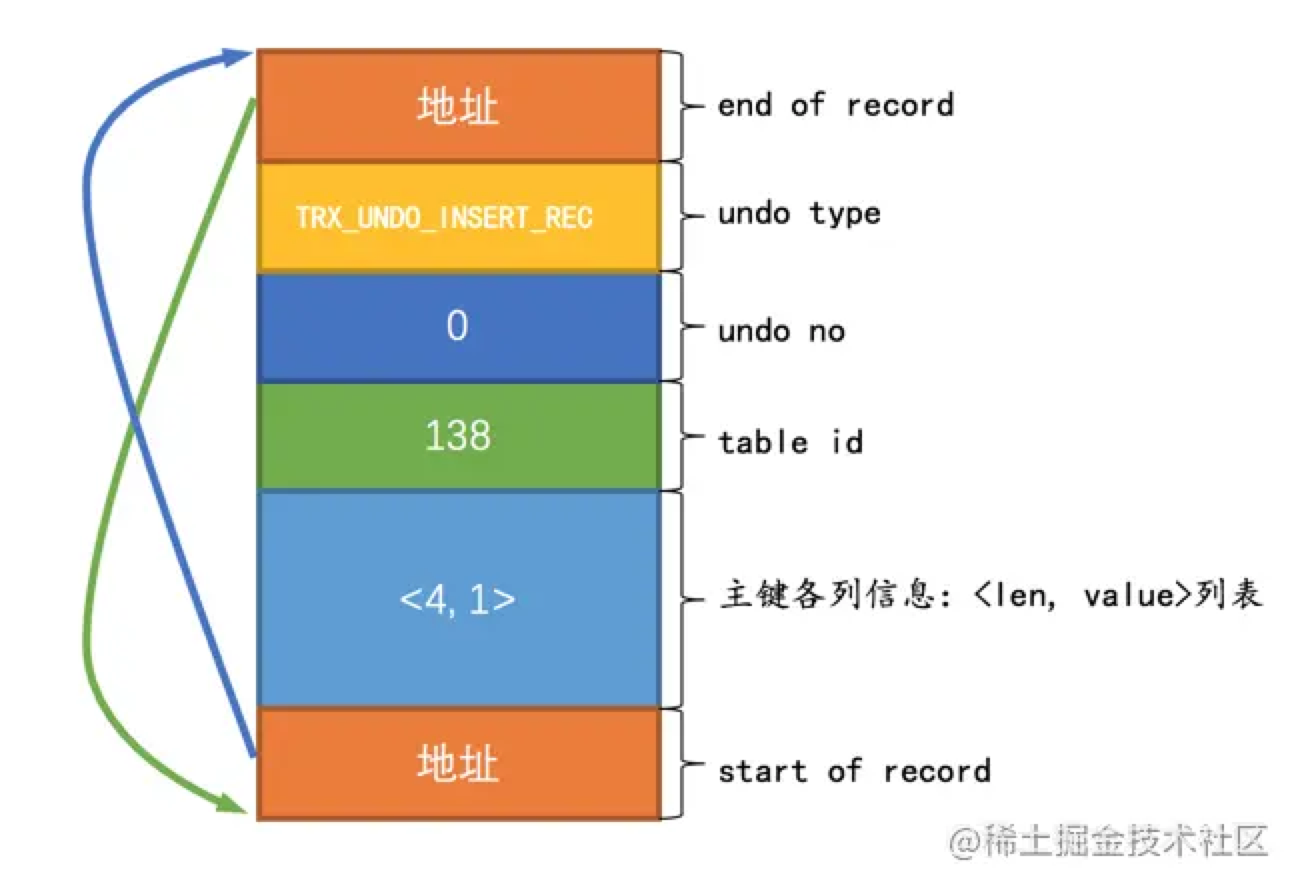 地址
end of record
TRX_UNDO_INSERT_REC
undo type
0
undo no
138
table id
<4, 1>
主键各列信息: <len, value>列表
地址
start of record
@稀土掘金技术社区